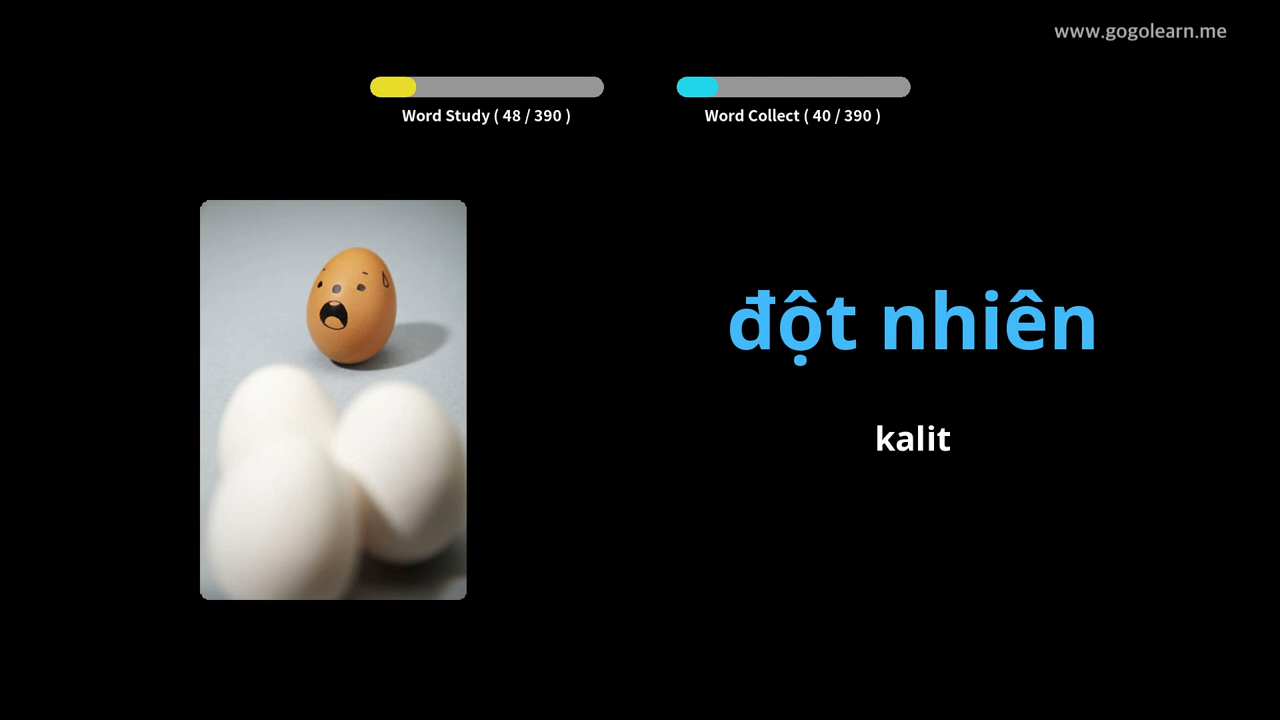 www.gogolearn.me
Word Study ( 48 / 390 )
Word Collect ( 40 / 390 )
đột nhiên
kalit